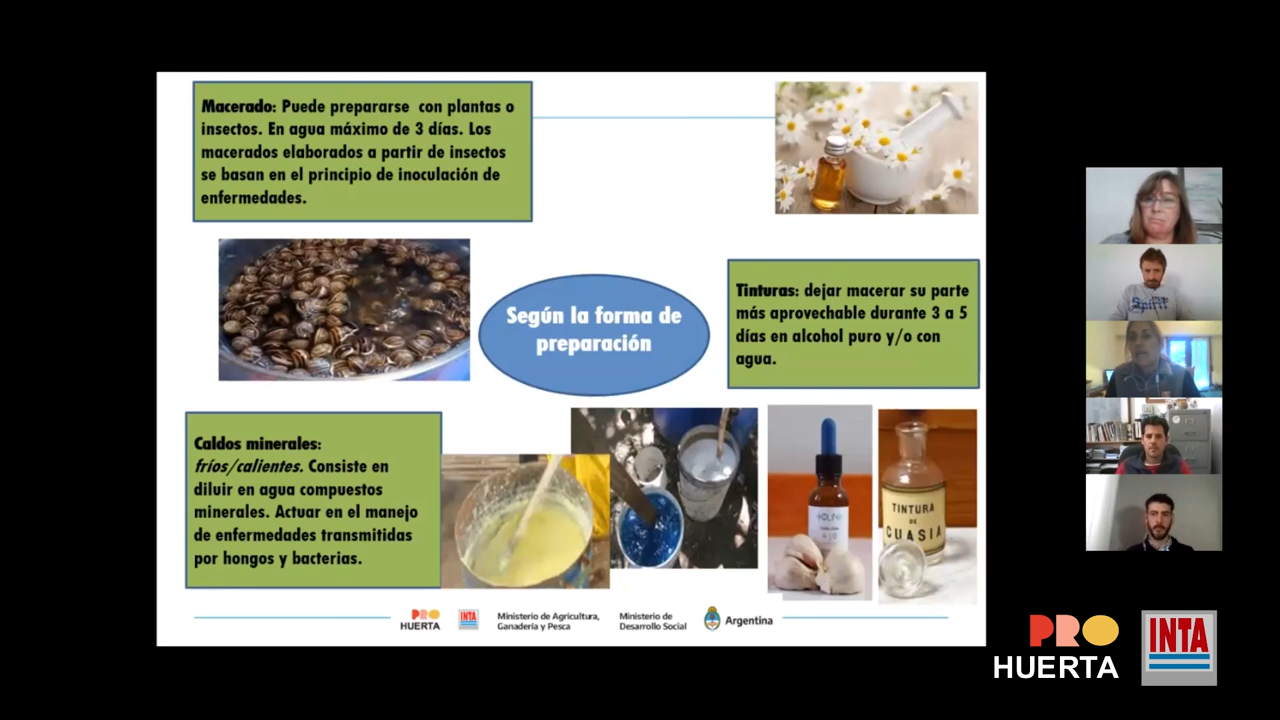 Macerado: Puede prepararse con plantas o
insectos. En agua máximo de 3 días. Los
macerados elaborados a partir de insectos
se basan en el principio de inoculación de
enfermedades.
Según la forma de
preparación
Tinturas: dejar macerar su parte
más aprovechable durante 3 a 5
días en alcohol puro y/o con
agua.
Caldos minerales:
fríos/calientes. Consiste en
diluir en agua compuestos
minerales. Actuar en el manejo
de enfermedades transmitidas
por hongos y bacterias.
TINTURA
DE
CUASIA
PRO
HUERTA
INTA
Ministerio de Agricultura,
Ganadería y Pesca
Ministerio de
Desarrollo Social
Argentina
PRO
HUERTA
INTA